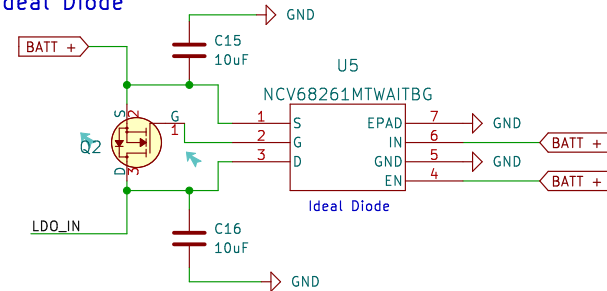 Ideal Diode
GND
BATT +
C15
10uF
U5
NCV68261MTWAITBG
S
2
G
1
Q2
D
3
1
S
EPAD
7
GND
2
G
IN
6
BATT +
3
D
GND
5
GND
EN
4
BATT +
Ideal Diode
LDO_IN
C16
10uF
GND